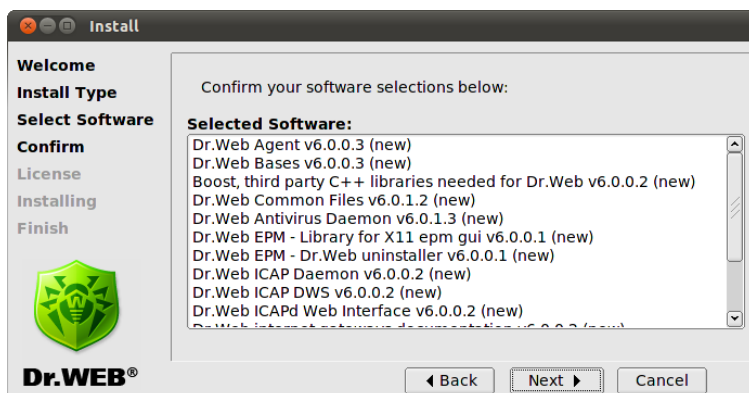 Install
Welcome
Install Type
Select Software
Confirm
License
Installing
Finish
Dr.WEB®
Confirm your software selections below:
Selected Software:
Dr.Web Agent v6.0.0.3 (new)
Dr.Web Bases v6.0.0.3 (new)
Boost, third party C++ libraries needed for Dr.Web v6.0.0.2 (new)
Dr.Web Common Files v6.0.1.2 (new)
Dr.Web Antivirus Daemon v6.0.1.3 (new)
Dr.Web EPM - Library for X11 epm gui v6.0.0.1 (new)
Dr.Web EPM - Dr.Web uninstaller v6.0.0.1 (new)
Dr.Web ICAP Daemon v6.0.0.2 (new)
Dr.Web ICAP DWS v6.0.0.2 (new)
Dr.Web ICAPd Web Interface v6.0.0.2 (new)
Dr.Web internet gateways documentation
Back
Next
Cancel